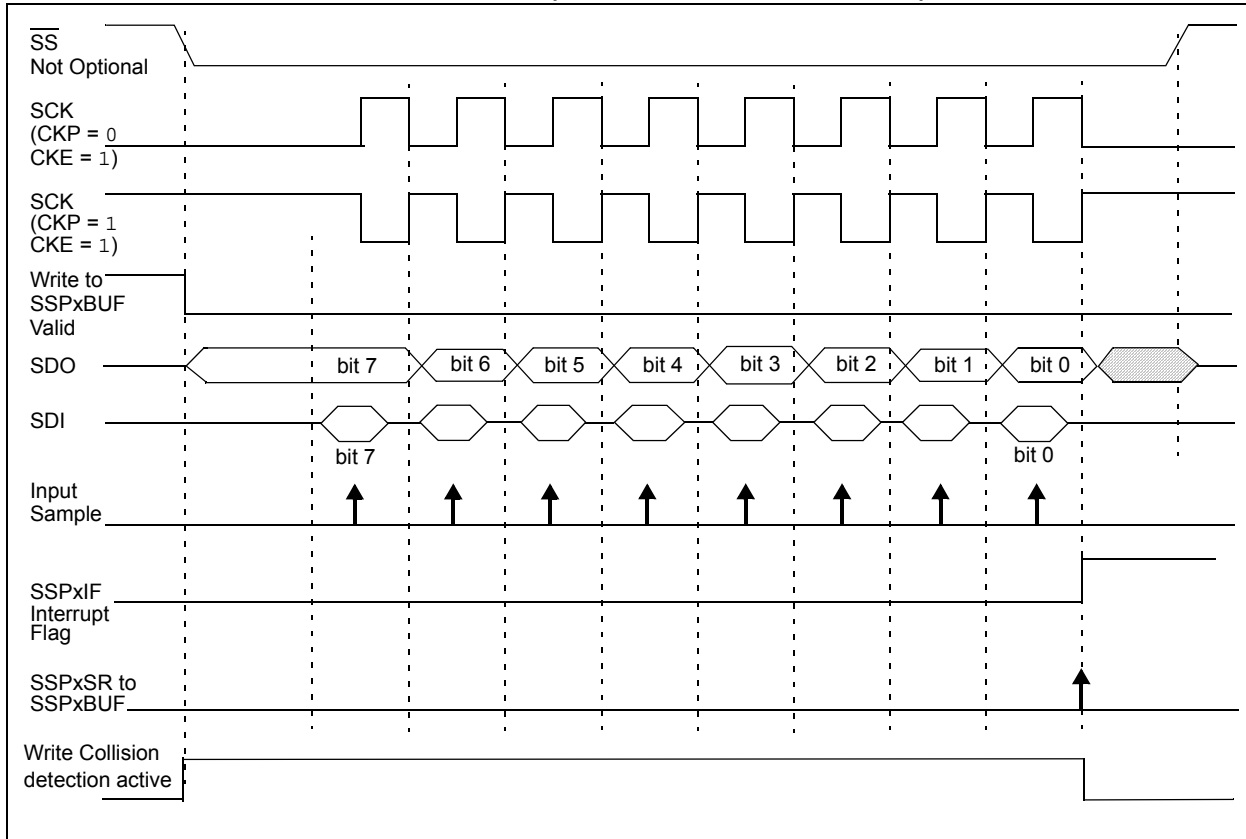 SS
Not Optional
SCK
(CKP = 0
CKE = 1)
SCK
(CKP = 1
CKE = 1)
Write to
SSPxBUF
Valid
SDO
bit 7 bit 6 bit 5 bit 4 bit 3 bit 2 bit 1 bit 0
SDI
bit 7 bit 0
Input
Sample
SSPxIF
Interrupt
Flag
SSPxSR to
SSPxBUF
Write Collision
detection active